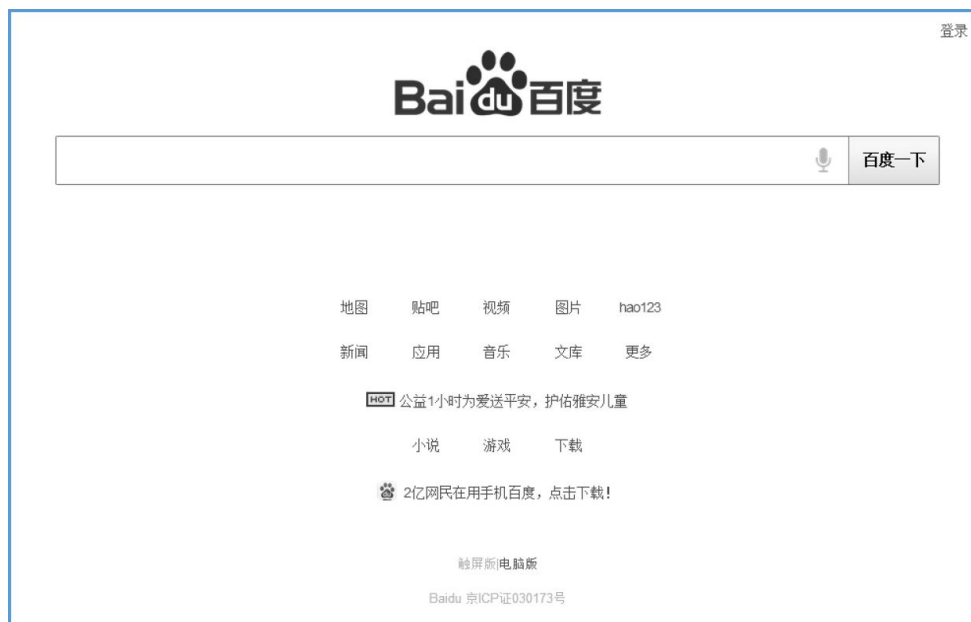 登录
Baidu百度
百度一下
地图 贴吧 视频 图片 hao123
新闻 应用 音乐 文库 更多
HOT 公益1小时为爱送平安，护佑雅安儿童
小说 游戏 下载
2亿网民在用手机百度，点击下载!
触屏版|电脑版
Baidu 京ICP证030173号